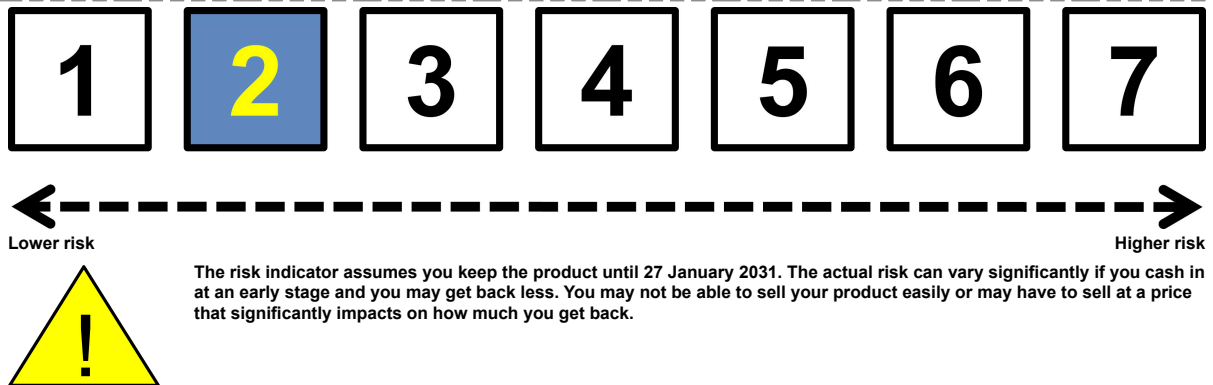 1 2 3 4 5 6 7
Lower risk Higher risk
The risk indicator assumes you keep the product until 27 January 2031. The actual risk can vary significantly if you cash in
at an early stage and you may get back less. You may not be able to sell your product easily or may have to sell at a price
that significantly impacts on how much you get back.
!